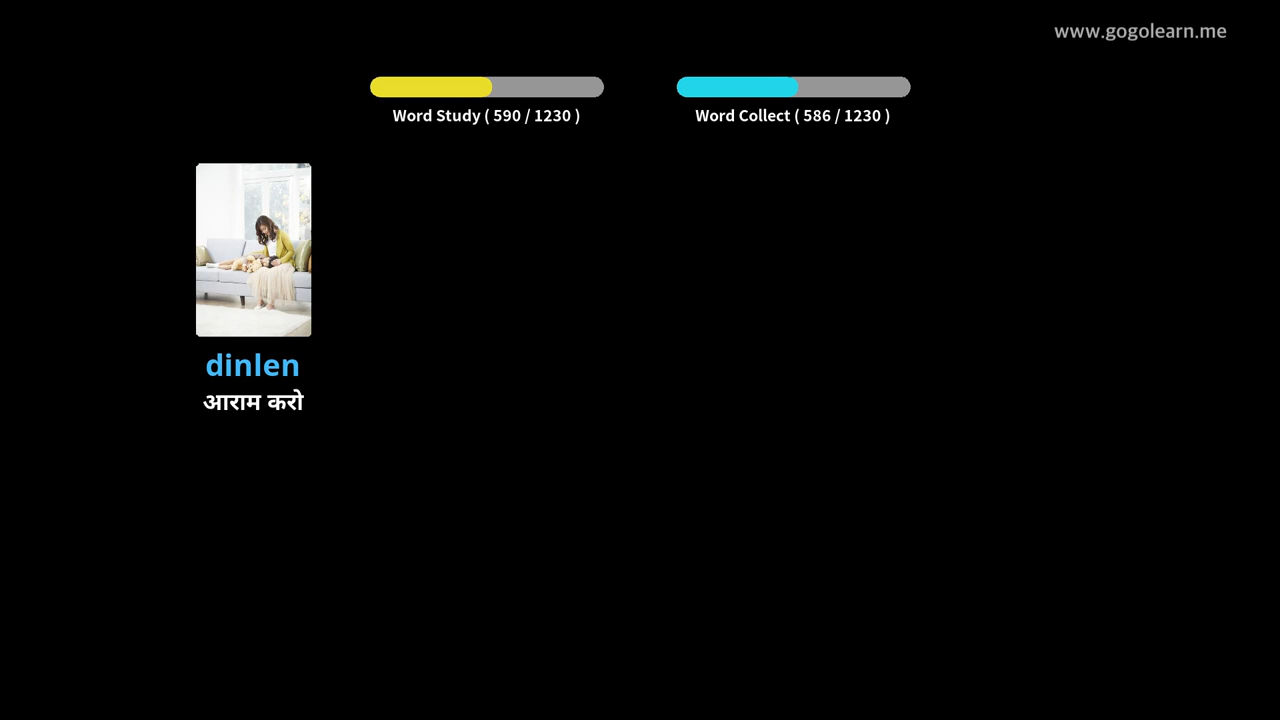 www.gogolearn.me
Word Study ( 590 / 1230 )
Word Collect ( 586 / 1230 )
dinlen
आराम करो